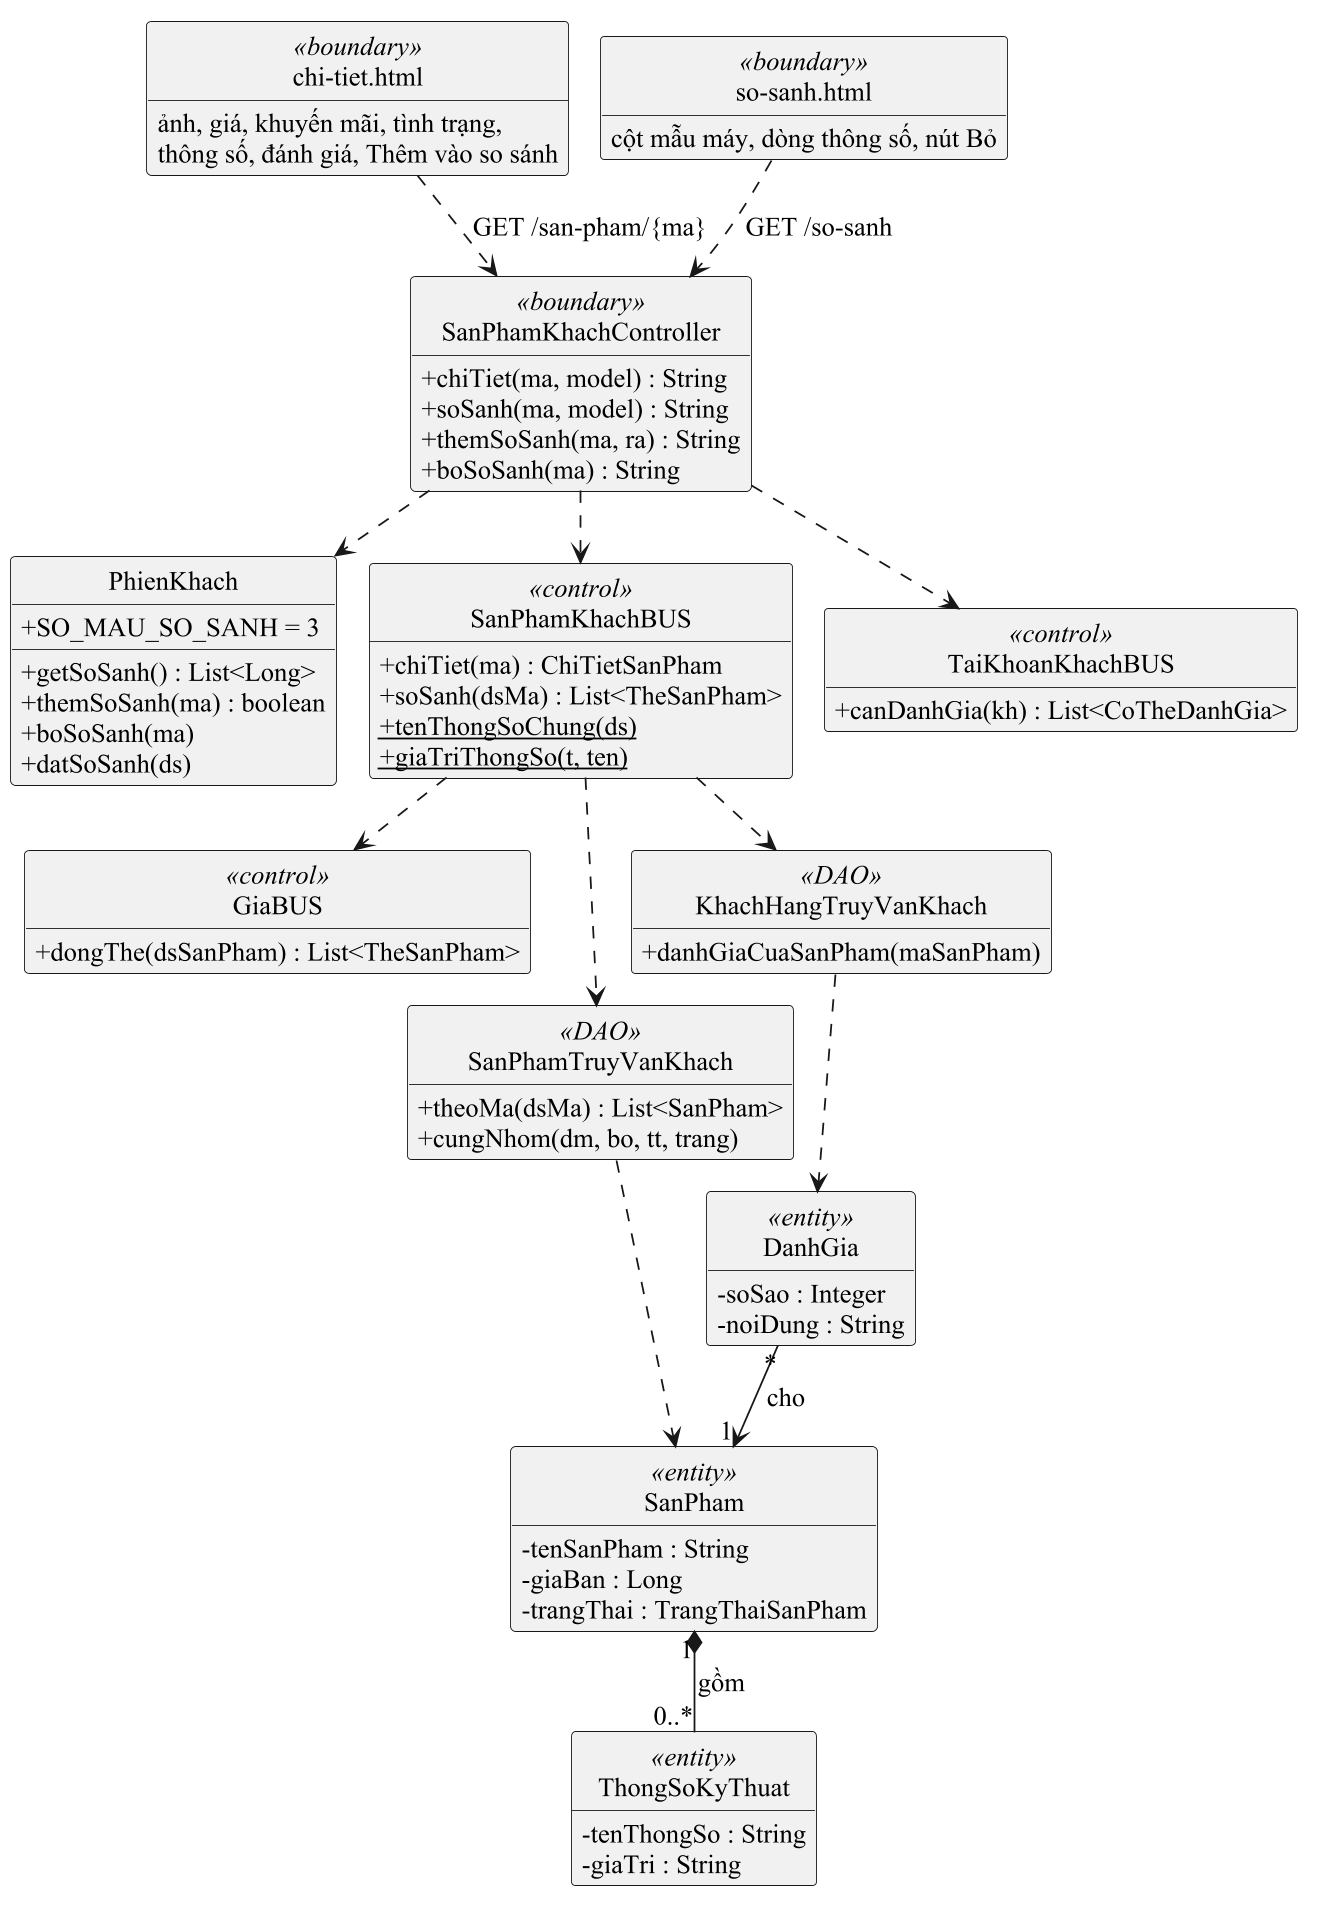 «boundary»
chi-tiet.html
ảnh, giá, khuyến mãi, tình trạng,
thông số, đánh giá, Thêm vào so sánh
«boundary»
so-sanh.html
cột mẫu máy, dòng thông số, nút Bỏ
GET /san-pham/{ma}
GET /so-sanh
«boundary»
SanPhamKhachController
+chiTiet(ma, model) : String
+soSanh(ma, model) : String
+themSoSanh(ma, ra) : String
+boSoSanh(ma) : String
PhienKhach
+SO_MAU_SO_SANH = 3
+getSoSanh() : List<Long>
+themSoSanh(ma) : boolean
+boSoSanh(ma)
+datSoSanh(ds)
«control»
SanPhamKhachBUS
+chiTiet(ma) : ChiTietSanPham
+soSanh(dsMa) : List<TheSanPham>
+tenThongSoChung(ds)
+giaTriThongSo(t, ten)
«control»
TaiKhoanKhachBUS
+canDanhGia(kh) : List<CoTheDanhGia>
«control»
GiaBUS
+dongThe(dsSanPham) : List<TheSanPham>
«DAO»
KhachHangTruyVanKhach
+danhGiaCuaSanPham(maSanPham)
«DAO»
SanPhamTruyVanKhach
+theoMa(dsMa) : List<SanPham>
+cungNhom(dm, bo, tt, trang)
«entity»
DanhGia
-soSao : Integer
-noiDung : String
*
cho
1
«entity»
SanPham
-tenSanPham : String
-giaBan : Long
-trangThai : TrangThaiSanPham
1
gồm
0..*
«entity»
ThongSoKyThuat
-tenThongSo : String
-giaTri : String